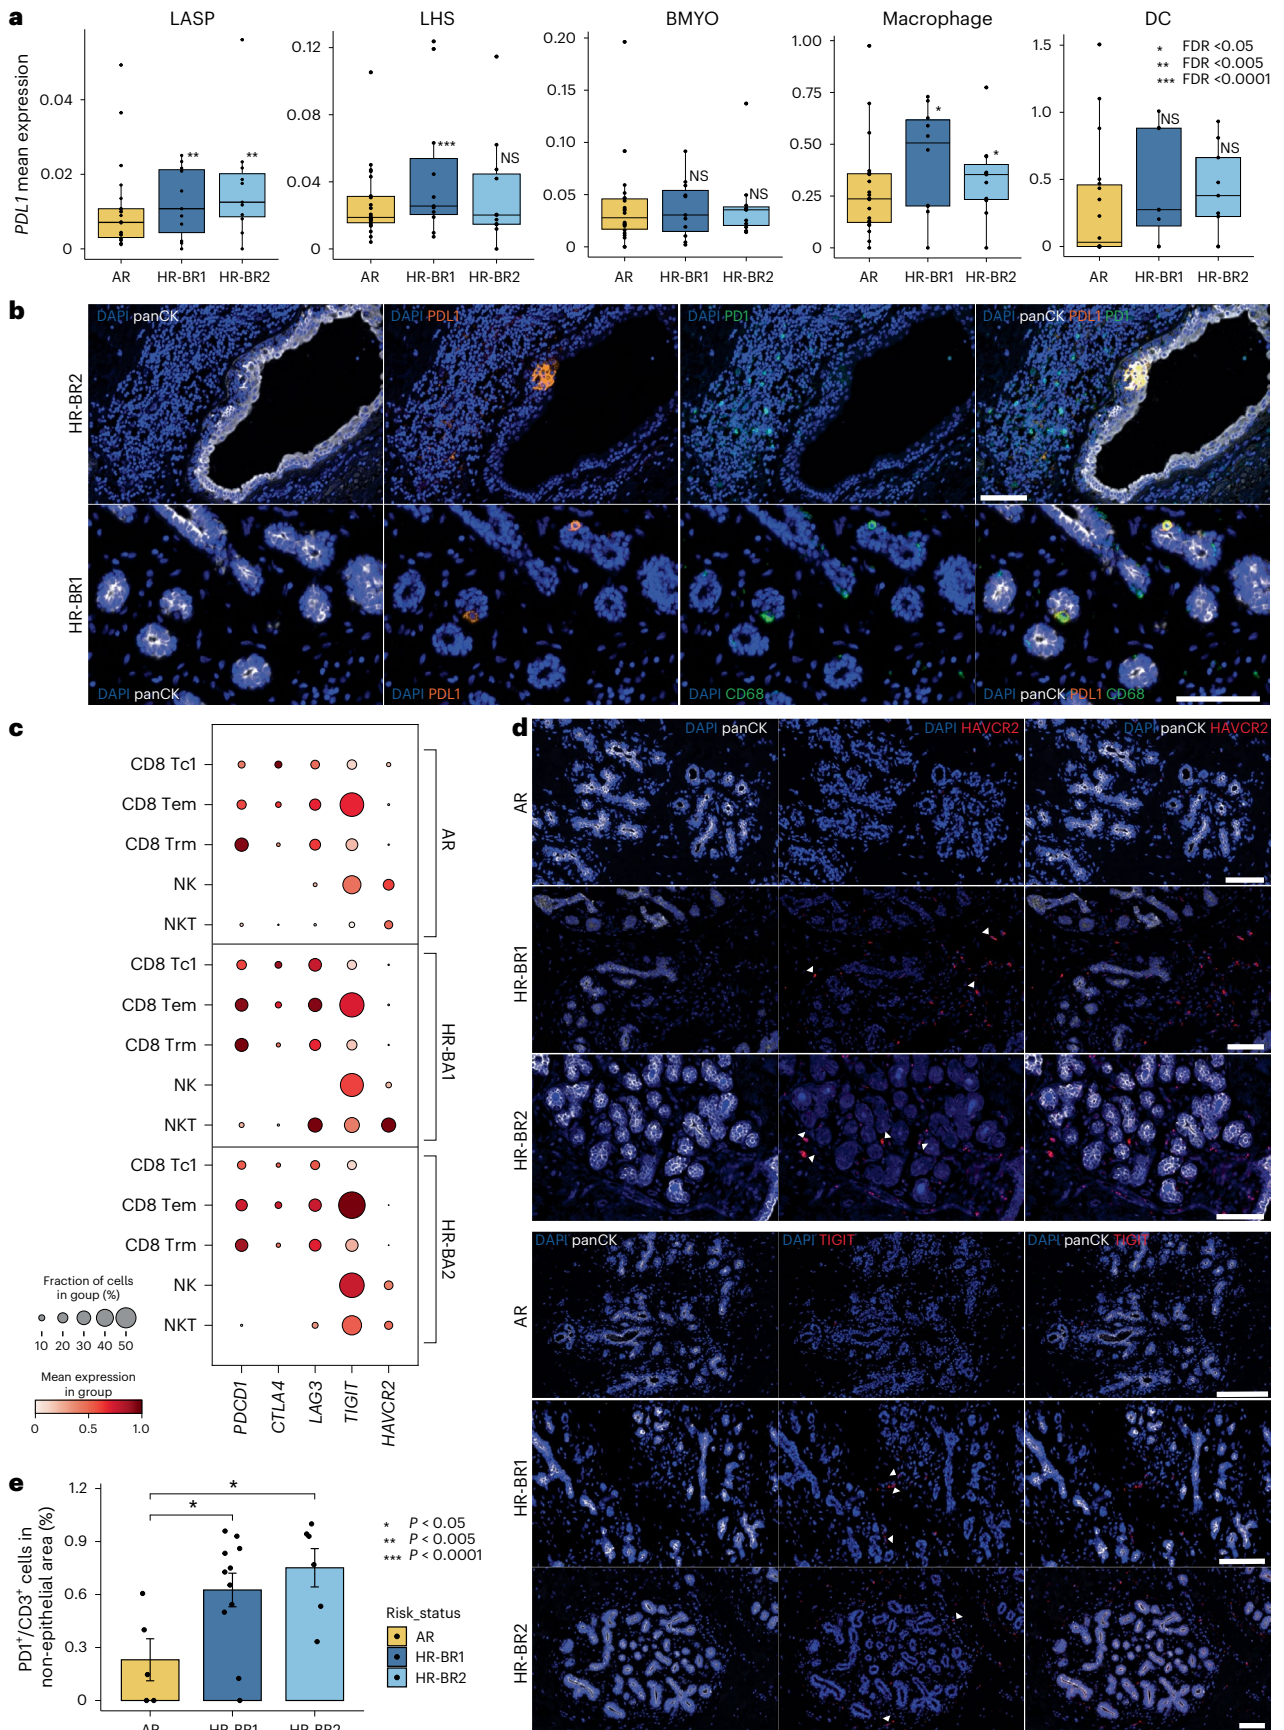 a
LASP
LHS
BMYO
Macrophage
DC
PDL1 mean expression
0.04
0.02
0
**
**
AR
HR-BR1
HR-BR2
0.12
0.08
0.04
0
***
NS
AR
HR-BR1
HR-BR2
0.20
0.15
0.10
0.05
0
NS
NS
AR
HR-BR1
HR-BR2
1.00
0.75
0.50
0.25
0
*
*
AR
HR-BR1
HR-BR2
1.5
1.0
0.5
0
NS
NS
* FDR <0.05
** FDR <0.005
*** FDR <0.0001
AR
HR-BR1
HR-BR2
b
HR-BR2
DAPI panCK
DAPI PDL1
DAPI PD1
DAPI panCK PDL1 PD1
HR-BR1
DAPI panCK
DAPI PDL1
DAPI CD68
DAPI panCK PDL1 CD68
c
CD8 Tc1
CD8 Tem
CD8 Trm
NK
NKT
AR
CD8 Tc1
CD8 Tem
CD8 Trm
NK
NKT
HR-BA1
CD8 Tc1
CD8 Tem
CD8 Trm
NK
NKT
HR-BA2
PDCD1
CTLA4
LAG3
TIGIT
HAVCR2
Fraction of cells
in goup (%)
10 20 30 40 50
Mean expression
in group
0 0.5 1.0
d
DAPI panCK
DAPI HAVCR2
DAPI panCK HAVCR2
AR
HR-BR1
HR-BR2
DAPI panCK
DAPI TIGIT
DAPI panCK TIGIT
AR
HR-BR1
HR-BR2
e
PD1+/CD3+ cells in
non-epithelial area (%)
1.2
0.9
0.6
0.3
0
*
*
AR
HR-BR1
HR-BR2
* P < 0.05
** P < 0.005
*** P < 0.0001
Risk_status
AR
HR-BR1
HR-BR2